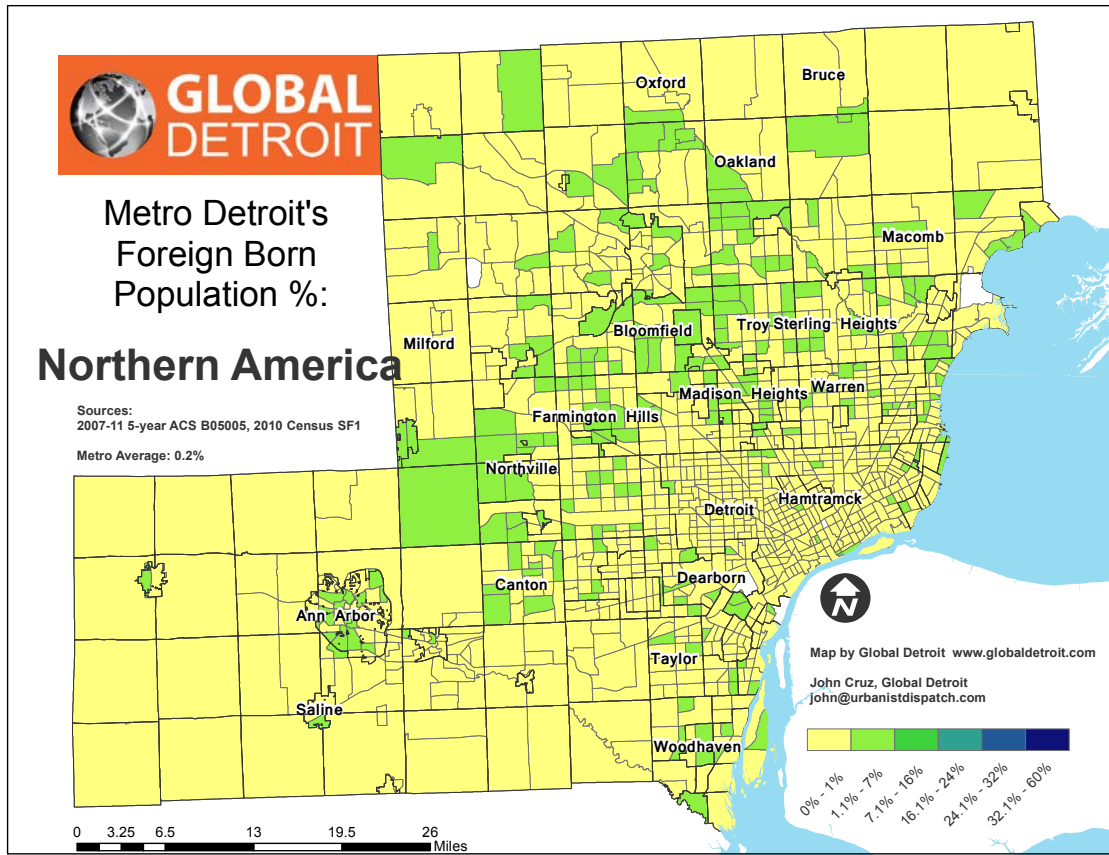 GLOBAL
DETROIT
Metro Detroit's
Foreign Born
Population %:
Northern America
Sources:
2007-11 5-year ACS B05005, 2010 Census SF1
Metro Average: 0.2%
Oxford
Bruce
Oakland
Macomb
Milford
Bloomfield
Troy
Sterling Heights
Madison Heights
Warren
Farmington Hills
Northville
Hamtramck
Detroit
Canton
Dearborn
Ann Arbor
Taylor
Saline
Woodhaven
N
Map by Global Detroit www.globaldetroit.com
John Cruz, Global Detroit
john@urbanistdispatch.com
0% - 1%
1.1% - 7%
7.1% - 16%
16.1% - 24%
24.1% - 32%
32.1% - 60%
0 3.25 6.5 13 19.5 26
Miles